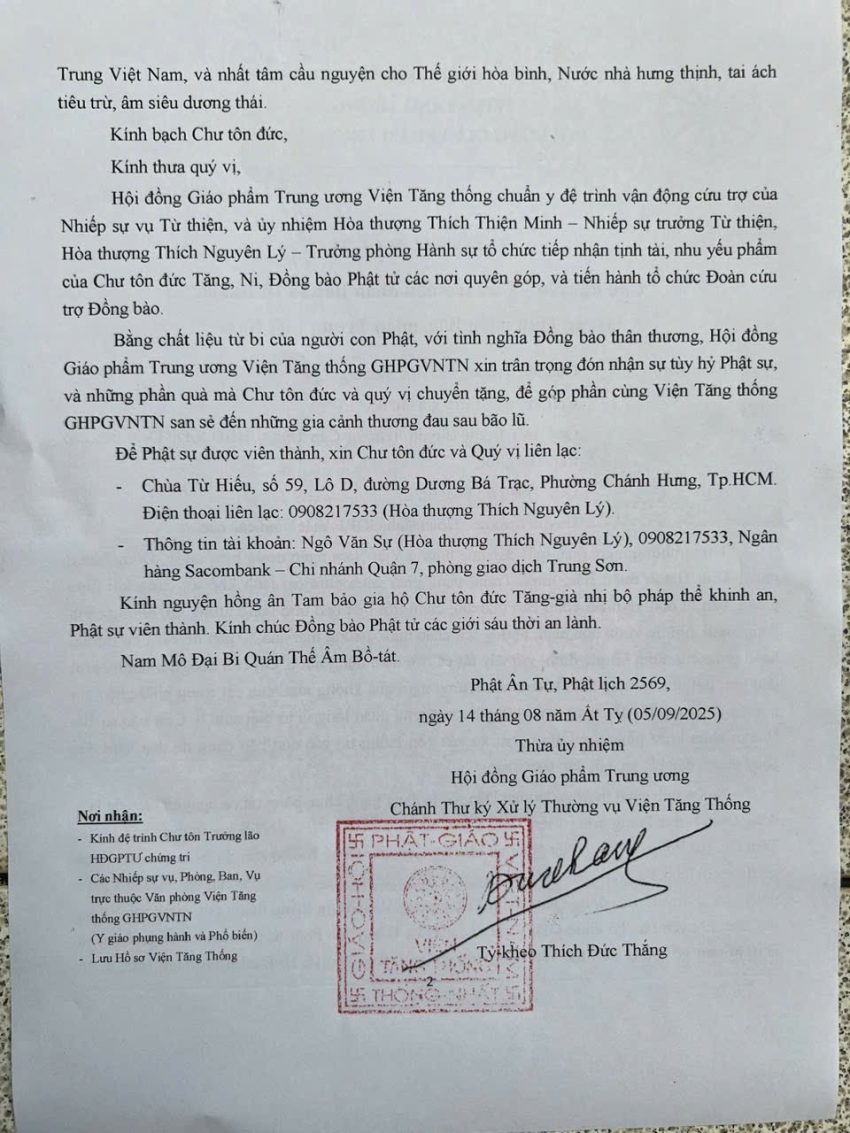 Trung Việt Nam, và nhất tâm cầu nguyện cho Thế giới hòa bình, Nước nhà hưng thịnh, tai ách
tiêu trừ, âm siêu dương thái.
Kính bạch Chư tôn đức,
Kính thưa quý vị,
Hội đồng Giáo phẩm Trung ương Viện Tăng thống chuẩn y đệ trình vận động cứu trợ của
Nhiếp sự vụ Từ thiện, và ủy nhiệm Hòa thượng Thích Thiện Minh – Nhiếp sự trưởng Từ thiện,
Hòa thượng Thích Nguyên Lý – Trưởng phòng Hành sự tổ chức tiếp nhận tịnh tài, nhu yếu phẩm
của Chư tôn đức Tăng, Ni, Đồng bào Phật tử các nơi quyên góp, và tiến hành tổ chức Đoàn cứu
trợ Đồng bào.
Bằng chất liệu từ bi của người con Phật, với tình nghĩa Đồng bào thân thương, Hội đồng
Giáo phẩm Trung ương Viện Tăng thống GHPGVNTN xin trân trọng đón nhận sự tùy hỷ Phật sự,
và những phần quà mà Chư tôn đức và quý vị chuyển tặng, để góp phần cùng Viện Tăng thống
GHPGVNTN san sẻ đến những gia cảnh thương đau sau bão lũ.
Để Phật sự được viên thành, xin Chư tôn đức và Quý vị liên lạc:
- Chùa Từ Hiếu, số 59, Lô D, đường Dương Bá Trạc, Phường Chánh Hưng, Tp.HCM.
Điện thoại liên lạc: 0908217533 (Hòa thượng Thích Nguyên Lý).
- Thông tin tài khoản: Ngô Văn Sự (Hòa thượng Thích Nguyên Lý), 0908217533, Ngân
hàng Sacombank – Chi nhánh Quận 7, phòng giao dịch Trung Sơn.
Kính nguyện hồng ân Tam bảo gia hộ Chư tôn đức Tăng-già nhị bộ pháp thể khinh an,
Phật sự viên thành. Kính chúc Đồng bào Phật tử các giới sáu thời an lành.
Nam Mô Đại Bi Quán Thế Âm Bồ-tát.
Phật Ân Tự, Phật lịch 2569,
ngày 14 tháng 08 năm Ất Tỵ (05/09/2025)
Thừa ủy nhiệm
Hội đồng Giáo phẩm Trung ương
Chánh Thư ký Xử lý Thường vụ Viện Tăng Thống
Nơi nhận:
- Kính đệ trình Chư tôn Trưởng lão
HĐGPTƯ chứng tri
- Các Nhiếp sự vụ, Phòng, Ban, Vụ
trực thuộc Văn phòng Viện Tăng
thống GHPGVNTN
(Y giáo phụng hành và Phổ biến)
- Lưu Hồ sơ Viện Tăng Thống
PHẬT-GIÁO
GIÁO-HỘI
VIỆN
TĂNG THỐNG
THỐNG-NHẤT
Tỷ-kheo Thích Đức Thắng
2